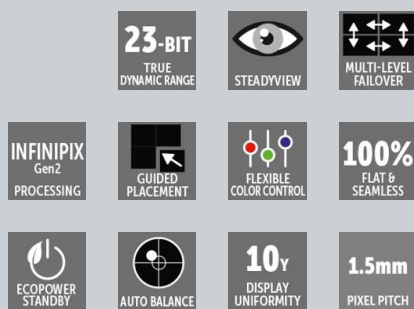 23-BIT
TRUE
DYNAMIC RANGE
STEADYVIEW
MULTI-LEVEL
FAILOVER
INFINIPIX
Gen2
PROCESSING
GUIDED
PLACEMENT
FLEXIBLE
COLOR CONTROL
100%
FLAT &
SEAMLESS
ECOPOWER
STANDBY
AUTO BALANCE
10Y
DISPLAY
UNIFORMITY
1.5mm
PIXEL PITCH